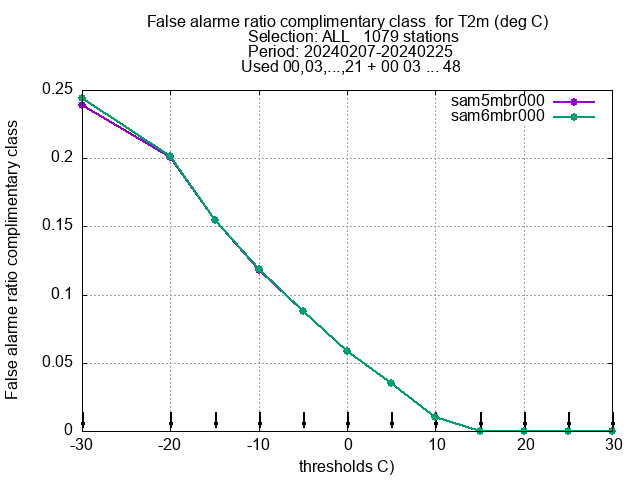 False alarme ratio complimentary class  for T2m (deg C)
Selection: ALL   1079 stations
Period: 20240207-20240225
Used 00,03,...,21 + 00 03 ... 48
sam5mbr000
sam6mbr000
False alarme ratio complimentary class
0.25
0.2
0.15
0.1
0.05
0
-30 -20 -10 0 10 20 30
thresholds C)